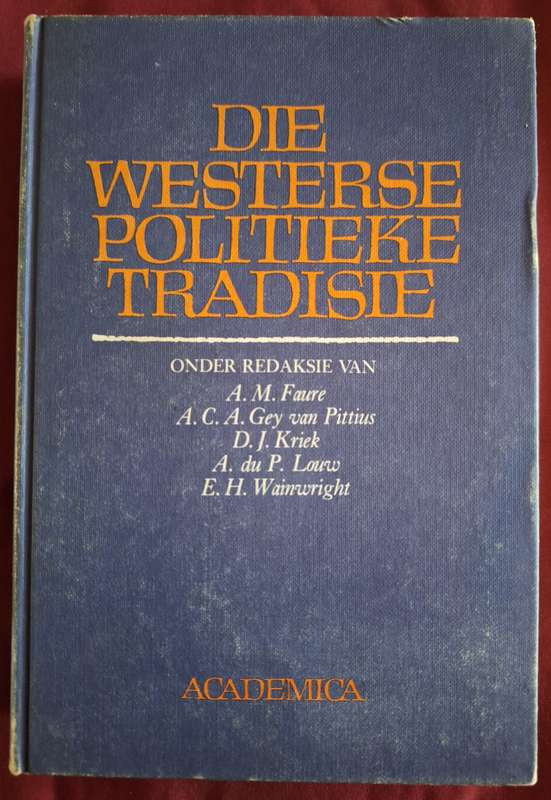 DIE
WESTERSE
POLITIEKE
TRADISIE
ONDER REDAKSIE VAN
A. M. Faure
A. C. A. Gey van Pittius
D. J. Kriek
A. du P. Louw
E. H. Wainwright
ACADEMICA